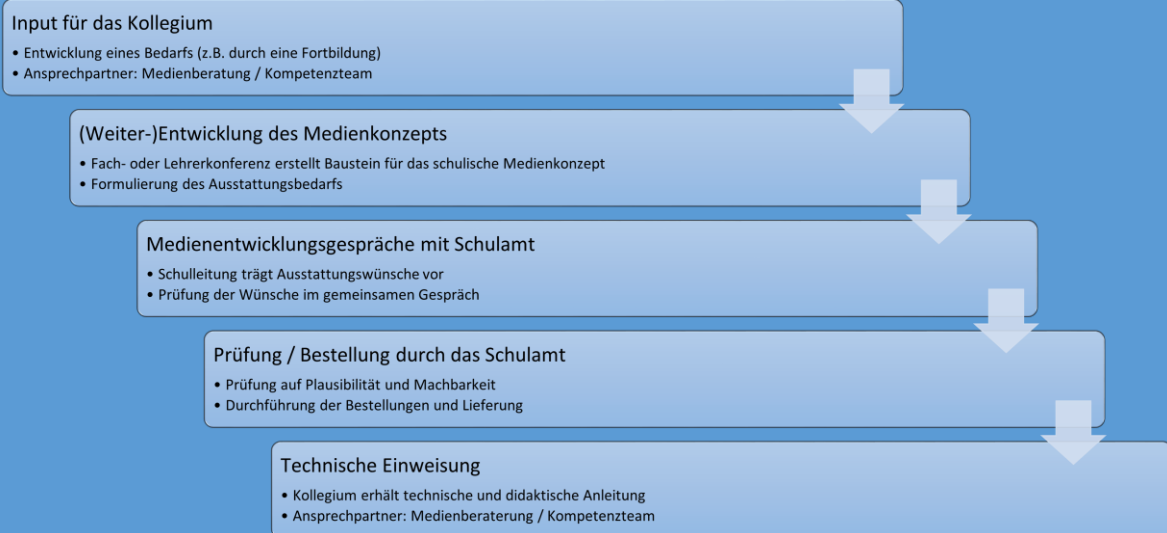 Input für das Kollegium
• Entwicklung eines Bedarfs (z.B. durch eine Fortbildung)
• Ansprechpartner: Medienberatung / Kompetenzteam
(Weiter-)Entwicklung des Medienkonzepts
• Fach- oder Lehrerkonferenz erstellt Baustein für das schulische Medienkonzept
• Formulierung des Ausstattungsbedarfs
Medienentwicklungsgespräche mit Schulamt
• Schulleitung trägt Ausstattungswünsche vor
• Prüfung der Wünsche im gemeinsamen Gespräch
Prüfung / Bestellung durch das Schulamt
• Prüfung auf Plausibilität und Machbarkeit
• Durchführung der Bestellungen und Lieferung
Technische Einweisung
• Kollegium erhält technische und didaktische Anleitung
• Ansprechpartner: Medienberaterung / Kompetenzteam